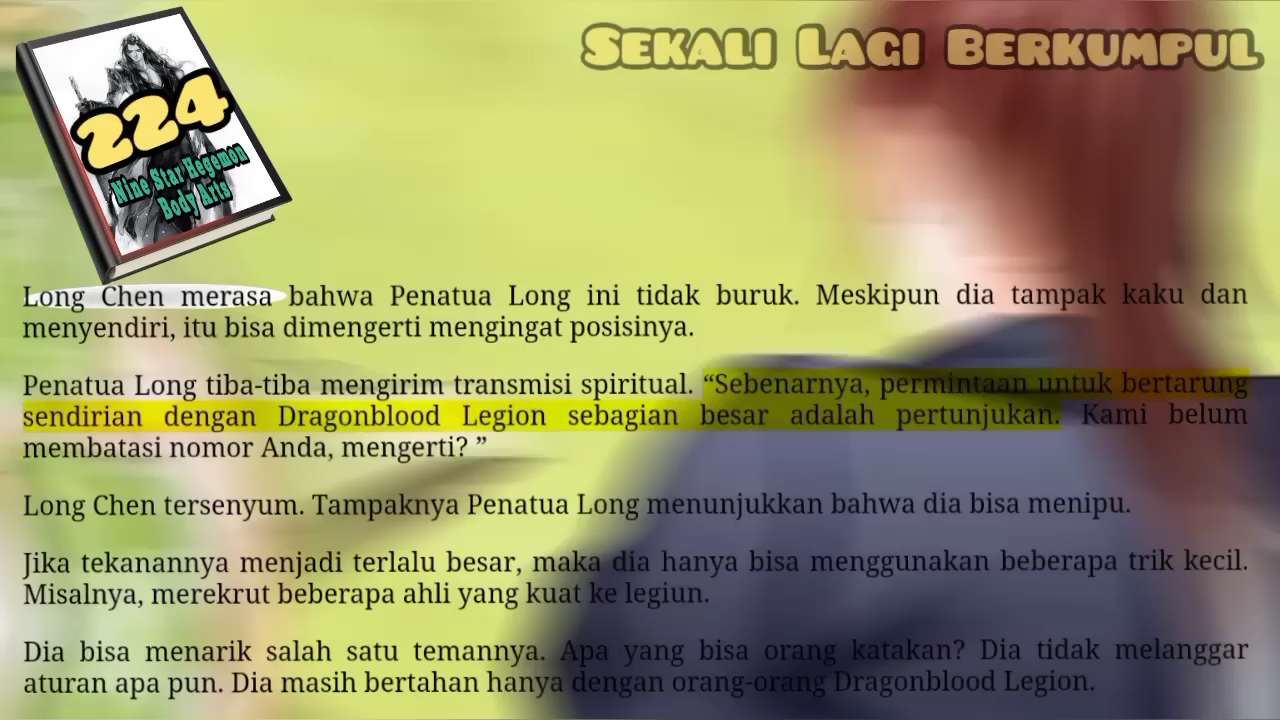 Sekali Lagi Berkumpul
224
Nine Star Hegemon
Body Arts
Long Chen merasa bahwa Penatua Long ini tidak buruk. Meskipun dia tampak kaku dan
menyendiri, itu bisa dimengerti mengingat posisinya.
Penatua Long tiba-tiba mengirim transmisi spiritual. “Sebenarnya, permintaan untuk bertarung
sendirian dengan Dragonblood Legion sebagian besar adalah pertunjukan. Kami belum
membatasi nomor Anda, mengerti? ”
Long Chen tersenyum. Tampaknya Penatua Long menunjukkan bahwa dia bisa menipu.
Jika tekanannya menjadi terlalu besar, maka dia hanya bisa menggunakan beberapa trik kecil.
Misalnya, merekrut beberapa ahli yang kuat ke legiun.
Dia bisa menarik salah satu temannya. Apa yang bisa orang katakan? Dia tidak melanggar
aturan apa pun. Dia masih bertahan hanya dengan orang-orang Dragonblood Legion.